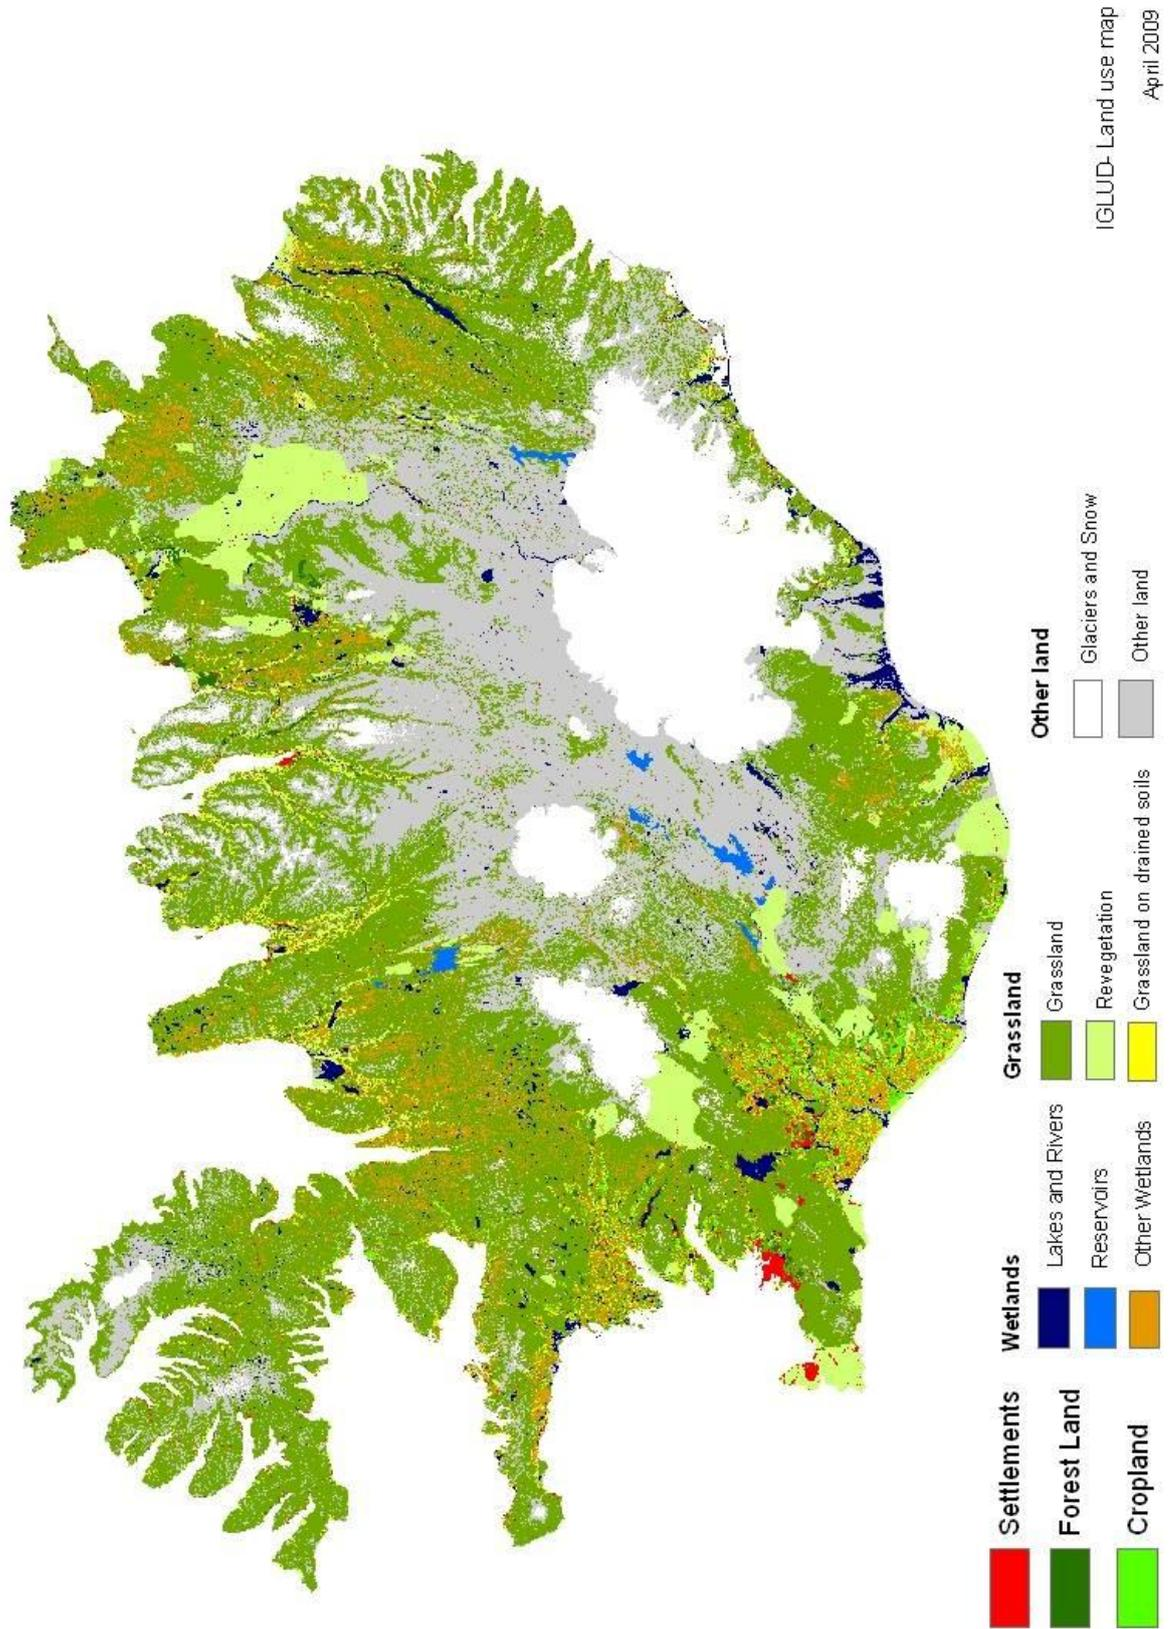 Settlements
Forest Land
Cropland
Wetlands
Lakes and Rivers
Reservoirs
Other Wetlands
Grassland
Grassland
Revegetation
Grassland on drained soils
Other land
Glaciers and Snow
Other land
IGLUD- Land use map
April 2009